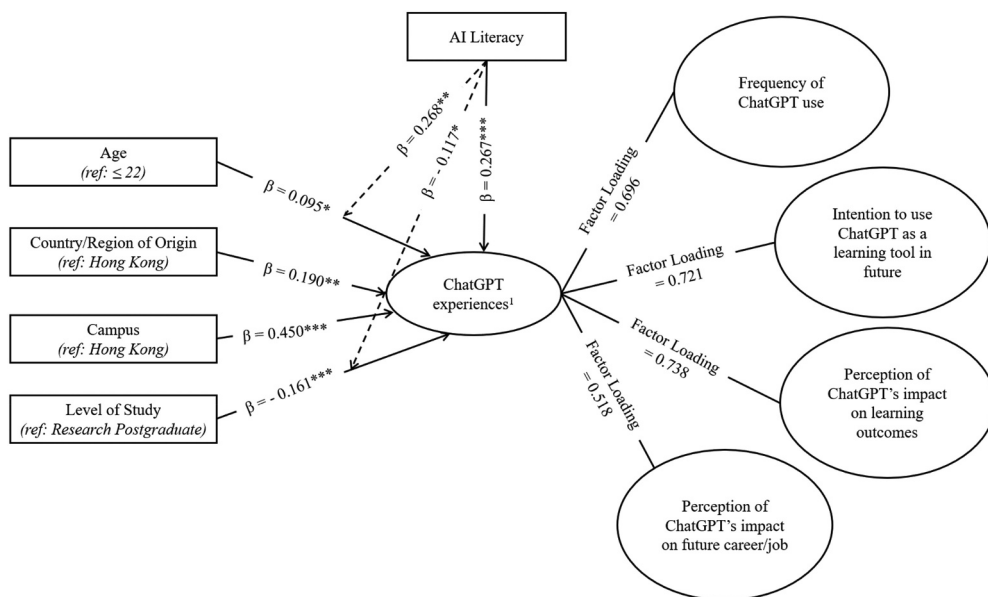 AI Literacy
Frequency of
ChatGPT use
β = 0.268**
β = - 0.117*
β = 0.267***
Age
(ref: ≤ 22)
β = 0.095*
Factor Loading
= 0.696
Intention to use
ChatGPT as a
learning tool in
future
Country/Region of Origin
(ref: Hong Kong)
β = 0.190**
ChatGPT
experiences¹
Factor Loading
= 0.721
Campus
(ref: Hong Kong)
β = 0.450***
Factor Loading
= 0.738
Perception of
ChatGPT’s impact
on learning
outcomes
Level of Study
(ref: Research Postgraduate)
β = - 0.161***
Factor Loading
= 0.518
Perception of
ChatGPT’s impact
on future career/job